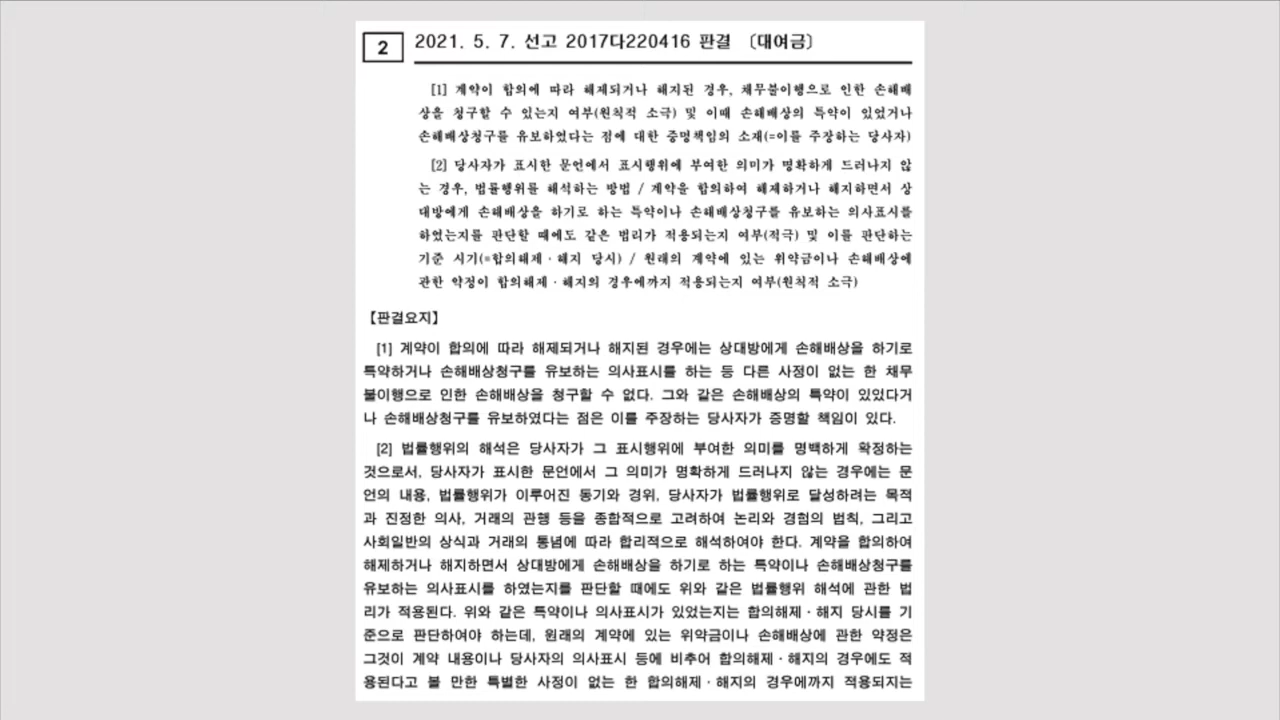 2
2021. 5. 7. 선고 2017다220416 판결 〔대여금〕
[1] 계약이 합의에 따라 해제되거나 해지된 경우, 채무불이행으로 인한 손해배
상을 청구할 수 있는지 여부(원칙적 소극) 및 이때 손해배상의 특약이 있었거나
손해배상청구를 유보하였다는 점에 대한 증명책임의 소재(=이를 주장하는 당사자)
[2] 당사자가 표시한 문언에서 표시행위에 부여한 의미가 명확하게 드러나지 않
는 경우, 법률행위를 해석하는 방법 / 계약을 합의하여 해제하거나 해지하면서 상
대방에게 손해배상을 하기로 하는 특약이나 손해배상청구를 유보하는 의사표시를
하였는지를 판단할 때에도 같은 법리가 적용되는지 여부(적극) 및 이를 판단하는
기준 시기(=합의해제ㆍ해지 당시) / 원래의 계약에 있는 위약금이나 손해배상에
관한 약정이 합의해제ㆍ해지의 경우에까지 적용되는지 여부(원칙적 소극)
【판결요지】
[1] 계약이 합의에 따라 해제되거나 해지된 경우에는 상대방에게 손해배상을 하기로
특약하거나 손해배상청구를 유보하는 의사표시를 하는 등 다른 사정이 없는 한 채무
불이행으로 인한 손해배상을 청구할 수 없다. 그와 같은 손해배상의 특약이 있었다거
나 손해배상청구를 유보하였다는 점은 이를 주장하는 당사자가 증명할 책임이 있다.
[2] 법률행위의 해석은 당사자가 그 표시행위에 부여한 의미를 명백하게 확정하는
것으로서, 당사자가 표시한 문언에서 그 의미가 명확하게 드러나지 않는 경우에는 문
언의 내용, 법률행위가 이루어진 동기와 경위, 당사자가 법률행위로 달성하려는 목적
과 진정한 의사, 거래의 관행 등을 종합적으로 고려하여 논리와 경험의 법칙, 그리고
사회일반의 상식과 거래의 통념에 따라 합리적으로 해석하여야 한다. 계약을 합의하여
해제하거나 해지하면서 상대방에게 손해배상을 하기로 하는 특약이나 손해배상청구를
유보하는 의사표시를 하였는지를 판단할 때에도 위와 같은 법률행위 해석에 관한 법
리가 적용된다. 위와 같은 특약이나 의사표시가 있었는지는 합의해제ㆍ해지 당시를 기
준으로 판단하여야 하는데, 원래의 계약에 있는 위약금이나 손해배상에 관한 약정은
그것이 계약 내용이나 당사자의 의사표시 등에 비추어 합의해제ㆍ해지의 경우에도 적
용된다고 볼 만한 특별한 사정이 없는 한 합의해제ㆍ해지의 경우에까지 적용되지는